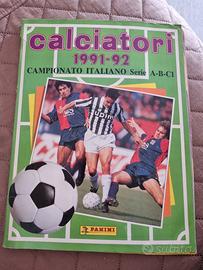 calciatori
1991-92
CAMPIONATO ITALIANO Serie A-B-C1
PANINI